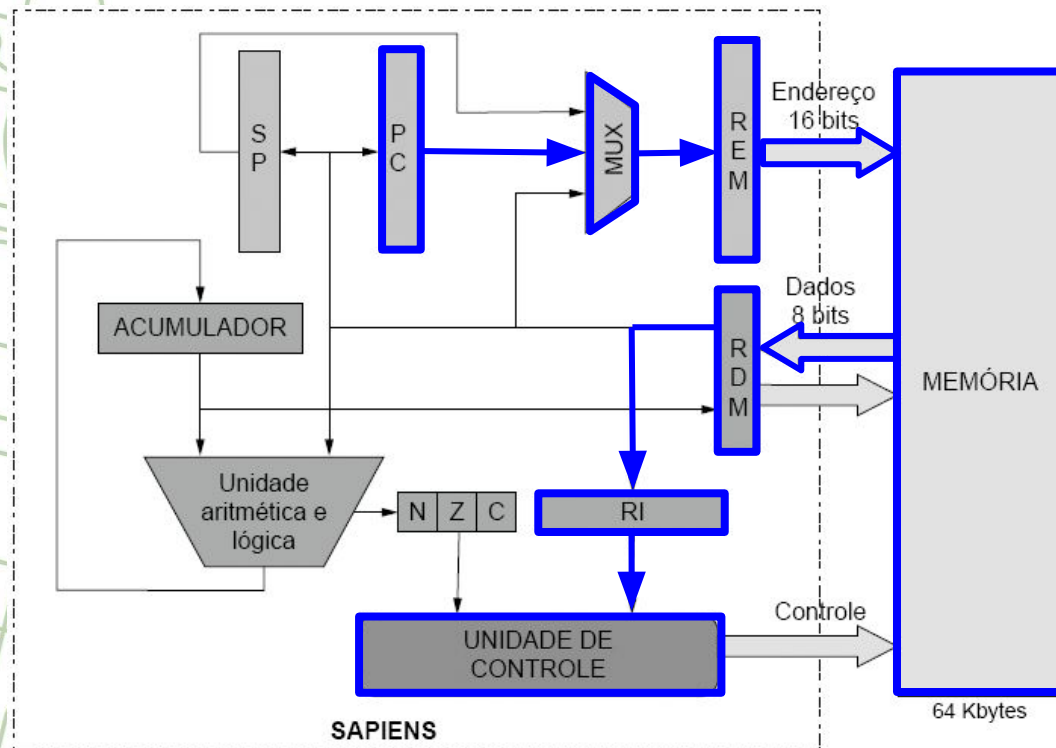 S
P
P
C
MUX
R
E
M
Endereço
16 bits
Dados
8 bits
ACUMULADOR
R
D
M
MEMÓRIA
Unidade
aritmética e
lógica
N Z C
RI
UNIDADE DE
CONTROLE
Controle
64 Kbytes
SAPIENS